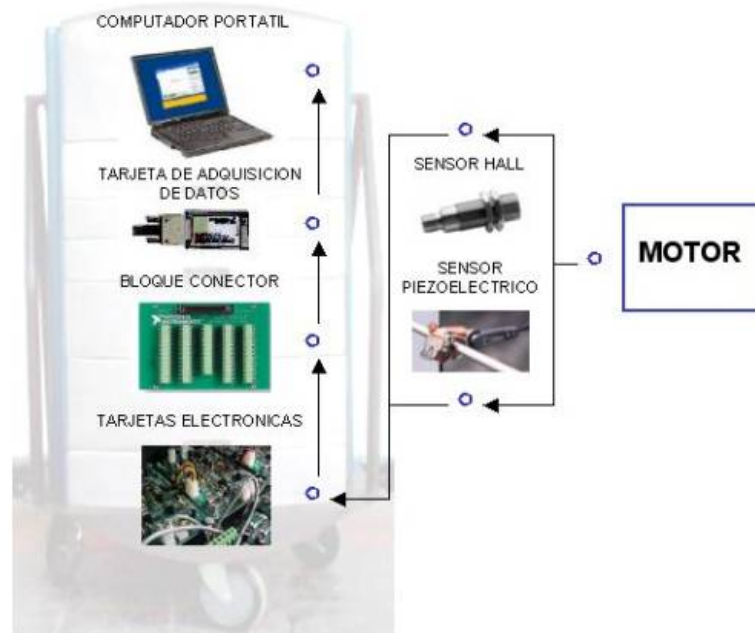 COMPUTADOR PORTATIL
TARJETA DE ADQUISICION
DE DATOS
BLOQUE CONECTOR
TARJETAS ELECTRONICAS
SENSOR HALL
SENSOR
PIEZOELECTRICO
MOTOR